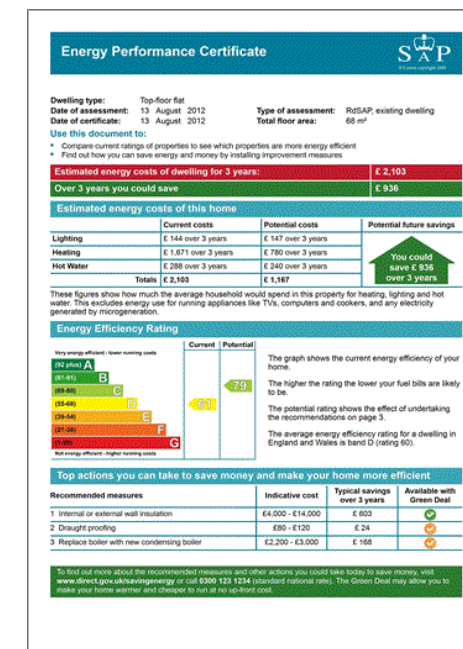 Energy Performance Certificate
SAP
Dwelling type: Top-floor flat
Date of assessment: 13 August 2012 Type of assessment: RdSAP, existing dwelling
Date of certificate: 13 August 2012 Total floor area: 68 m²
Use this document to:
• Compare current ratings of properties to see which properties are more energy efficient
• Find out how you can save energy and money by installing improvement measures
Estimated energy costs of dwelling for 3 years: £ 2,103
Over 3 years you could save £ 936
Estimated energy costs of this home
Current costs Potential costs Potential future savings
Lighting £ 144 over 3 years £ 147 over 3 years
Heating £ 1,671 over 3 years £ 780 over 3 years
Hot Water £ 288 over 3 years £ 240 over 3 years
Totals £ 2,103 £ 1,167
You could
save £ 936
over 3 years
These figures show how much the average household would spend in this property for heating, lighting and hot
water. This excludes energy use for running appliances like TVs, computers and cookers, and any electricity
generated by microgeneration.
Energy Efficiency Rating
Current Potential
Very energy efficient - lower running costs
(92 plus) A
(81-91) B
(69-80) C
(55-68) D
(39-54) E
(21-38) F
(1-20) G
Not energy efficient - higher running costs
61
79
The graph shows the current energy efficiency of your
home.
The higher the rating the lower your fuel bills are likely
to be.
The potential rating shows the effect of undertaking
the recommendations on page 3.
The average energy efficiency rating for a dwelling in
England and Wales is band D (rating 60).
Top actions you can take to save money and make your home more efficient
Recommended measures Indicative cost Typical savings over 3 years Available with Green Deal
1 Internal or external wall insulation £4,000 - £14,000 £ 603
2 Draught proofing £80 - £120 £ 24
3 Replace boiler with new condensing boiler £2,200 - £3,000 £ 168
To find out more about the recommended measures and other actions you could take today to save money, visit
www.direct.gov.uk/savingenergy or call 0300 123 1234 (standard national rate). The Green Deal may allow you to
make your home warmer and cheaper to run at no up-front cost.